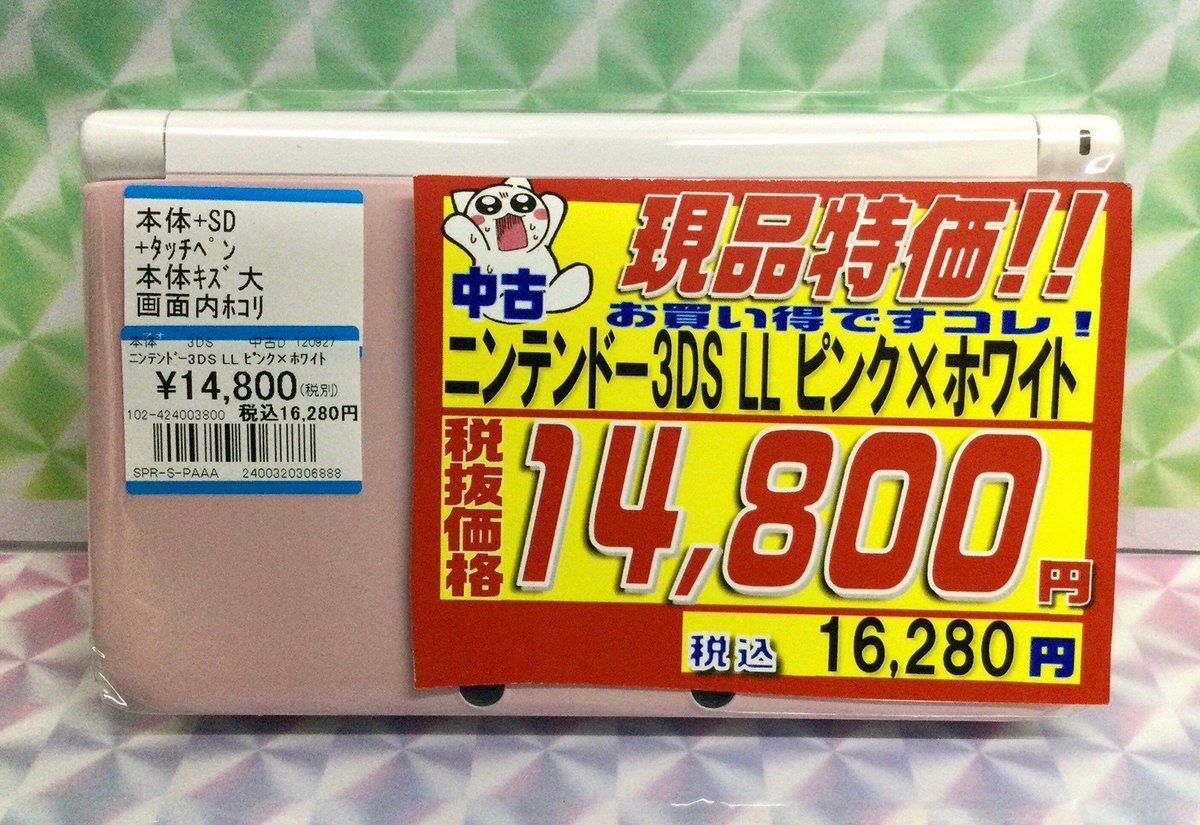 本体+SD
+ﾀｯﾁﾍﾟﾝ
本体ｷｽﾞ大
画面内ﾎｺﾘ
本体 3DS 中古D 120927
ﾆﾝﾃﾝﾄﾞｰ3DS LL ﾋﾟﾝｸ×ﾎﾜｲﾄ
¥14,800(税別)
102-424003800 税込16,280円
SPR-S-PAAA 2400320306888
現品特価!!
中古
お買い得ですコレ!
ニンテンドー3DS LL ピンク×ホワイト
税抜価格
14,800円
税込 16,280円